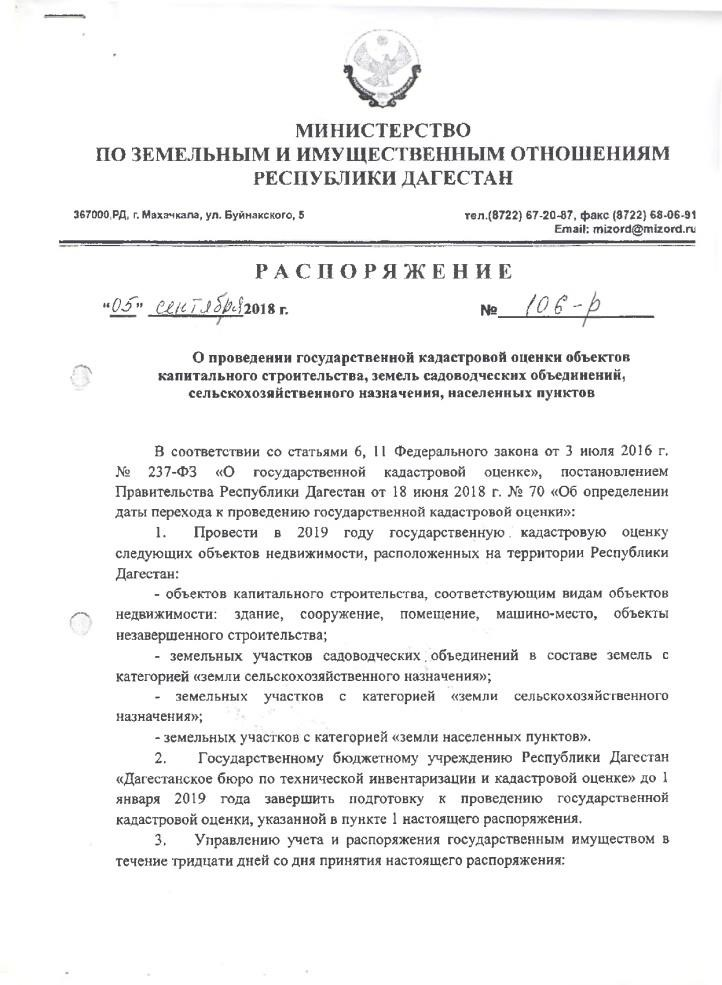 МИНИСТЕРСТВО
ПО ЗЕМЕЛЬНЫМ И ИМУЩЕСТВЕННЫМ ОТНОШЕНИЯМ
РЕСПУБЛИКИ ДАГЕСТАН
367000,РД, г. Махачкала, ул. Буйнакского, 5 тел.(8722) 67-20-87, факс (8722) 68-06-91
Email: mizord@mizord.ru
РАСПОРЯЖЕНИЕ
“05” сентября 2018 г. № 106-р
О проведении государственной кадастровой оценки объектов
капитального строительства, земель садоводческих объединений,
сельскохозяйственного назначения, населенных пунктов
В соответствии со статьями 6, 11 Федерального закона от 3 июля 2016 г.
№ 237-ФЗ «О государственной кадастровой оценке», постановлением
Правительства Республики Дагестан от 18 июня 2018 г. № 70 «Об определении
даты перехода к проведению государственной кадастровой оценки»:
1. Провести в 2019 году государственную кадастровую оценку
следующих объектов недвижимости, расположенных на территории Республики
Дагестан:
- объектов капитального строительства, соответствующим видам объектов
недвижимости: здание, сооружение, помещение, машино-место, объекты
незавершенного строительства;
- земельных участков садоводческих объединений в составе земель с
категорией «земли сельскохозяйственного назначения»;
- земельных участков с категорией «земли сельскохозяйственного
назначения»;
- земельных участков с категорией «земли населенных пунктов».
2. Государственному бюджетному учреждению Республики Дагестан
«Дагестанское бюро по технической инвентаризации и кадастровой оценке» до 1
января 2019 года завершить подготовку к проведению государственной
кадастровой оценки, указанной в пункте 1 настоящего распоряжения.
3. Управлению учета и распоряжения государственным имуществом в
течение тридцати дней со дня принятия настоящего распоряжения: